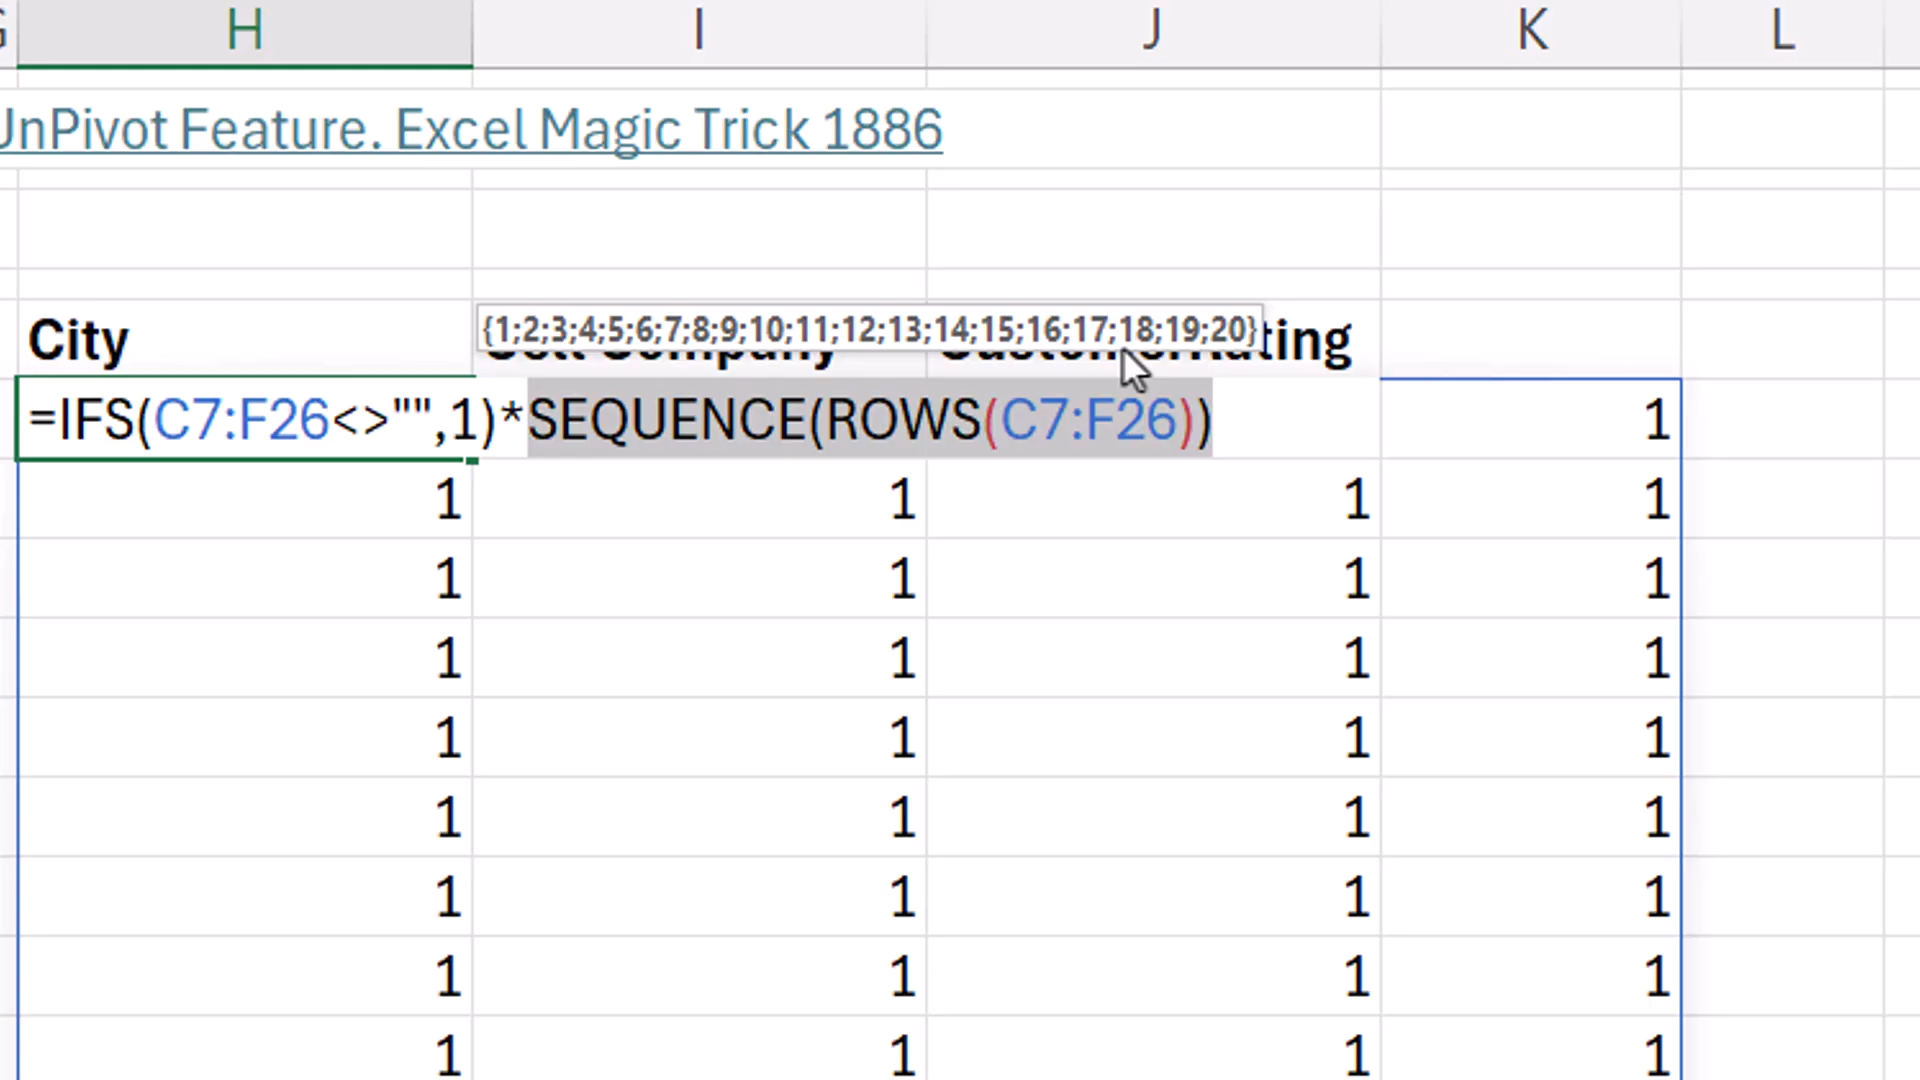 H I J K L
UnPivot Feature. Excel Magic Trick 1886
{1;2;3;4;5;6;7;8;9;10;11;12;13;14;15;16;17;18;19;20}
City
=IFS(C7:F26<>"",1)*SEQUENCE(ROWS(C7:F26)) 1
1 1 1 1
1 1 1 1
1 1 1 1
1 1 1 1
1 1 1 1
1 1 1 1
1 1 1 1
1 1 1 1